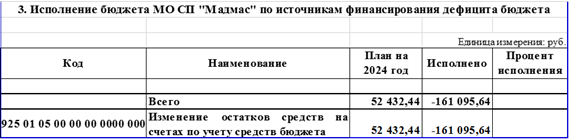 3. Исполнение бюджета МО СП "Мадмас" по источникам финансирования дефицита бюджета
Единица измерения: руб.
Код Наименование План на 2024 год Исполнено Процент исполнения
Всего 52 432,44 -161 095,64
925 01 05 00 00 00 0000 000 Изменение остатков средств на счетах по учету средств бюджета 52 432,44 -161 095,64